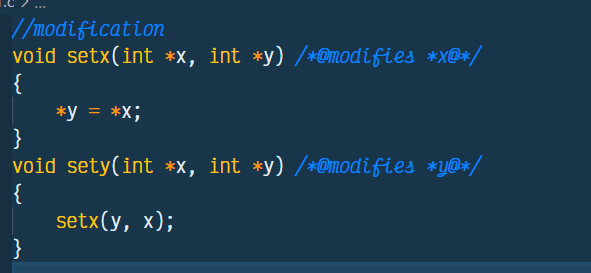 .c > ...
//modification
void setx(int *x, int *y) /*@modifies *x@*/
{
*y = *x;
}
void sety(int *x, int *y) /*@modifies *y@*/
{
setx(y, x);
}